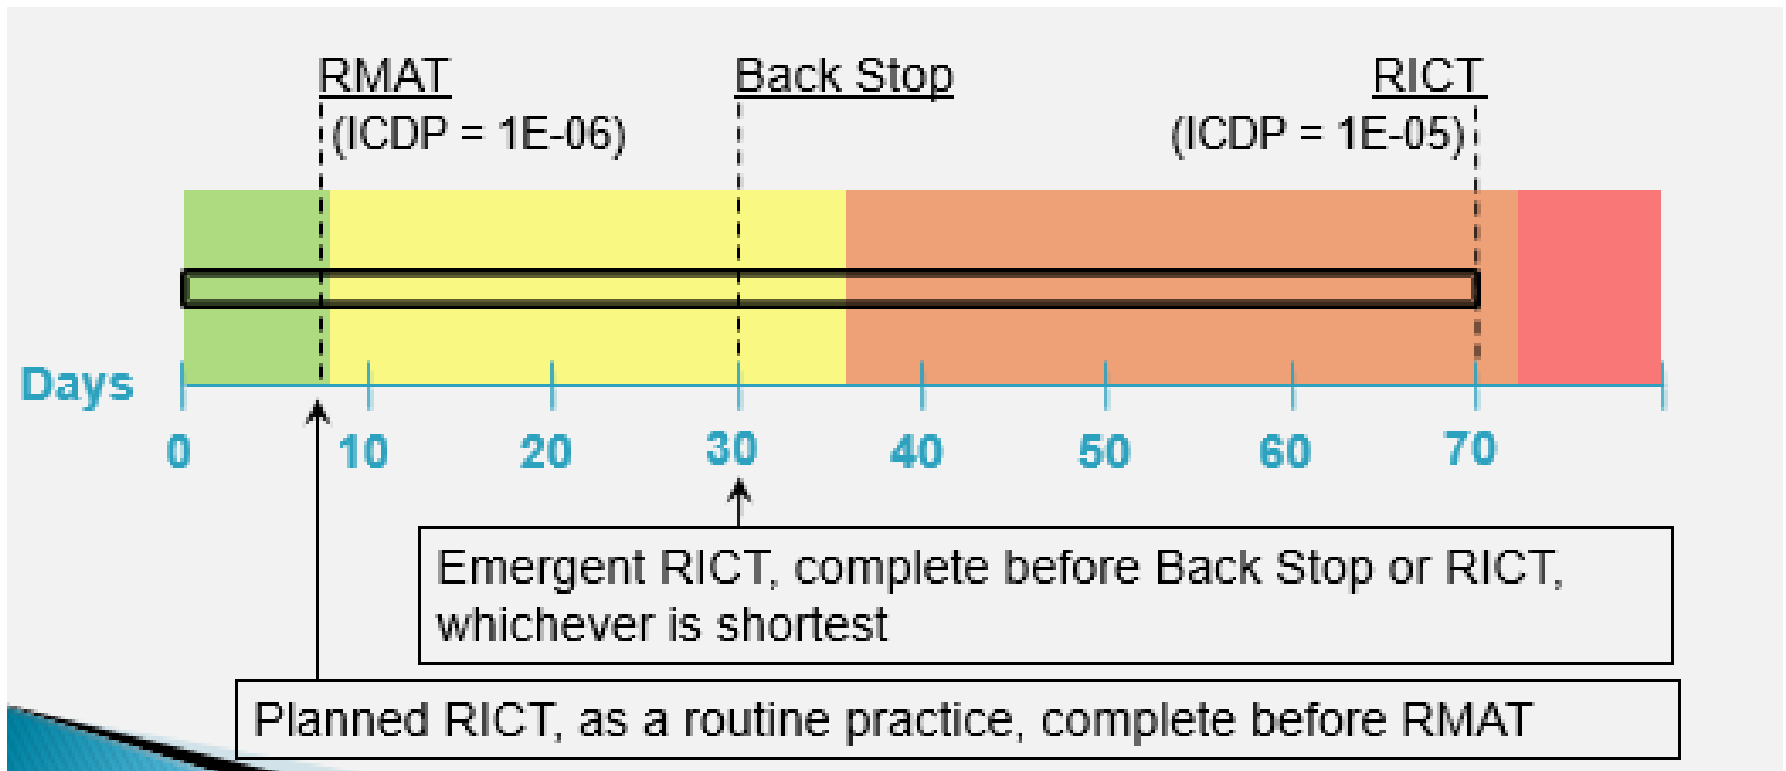 RMAT
Back Stop
RICT
(ICDP = 1E-06)
(ICDP = 1E-05)
Days
0
10
20
30
40
50
60
70
Emergent RICT, complete before Back Stop or RICT,
whichever is shortest
Planned RICT, as a routine practice, complete before RMAT